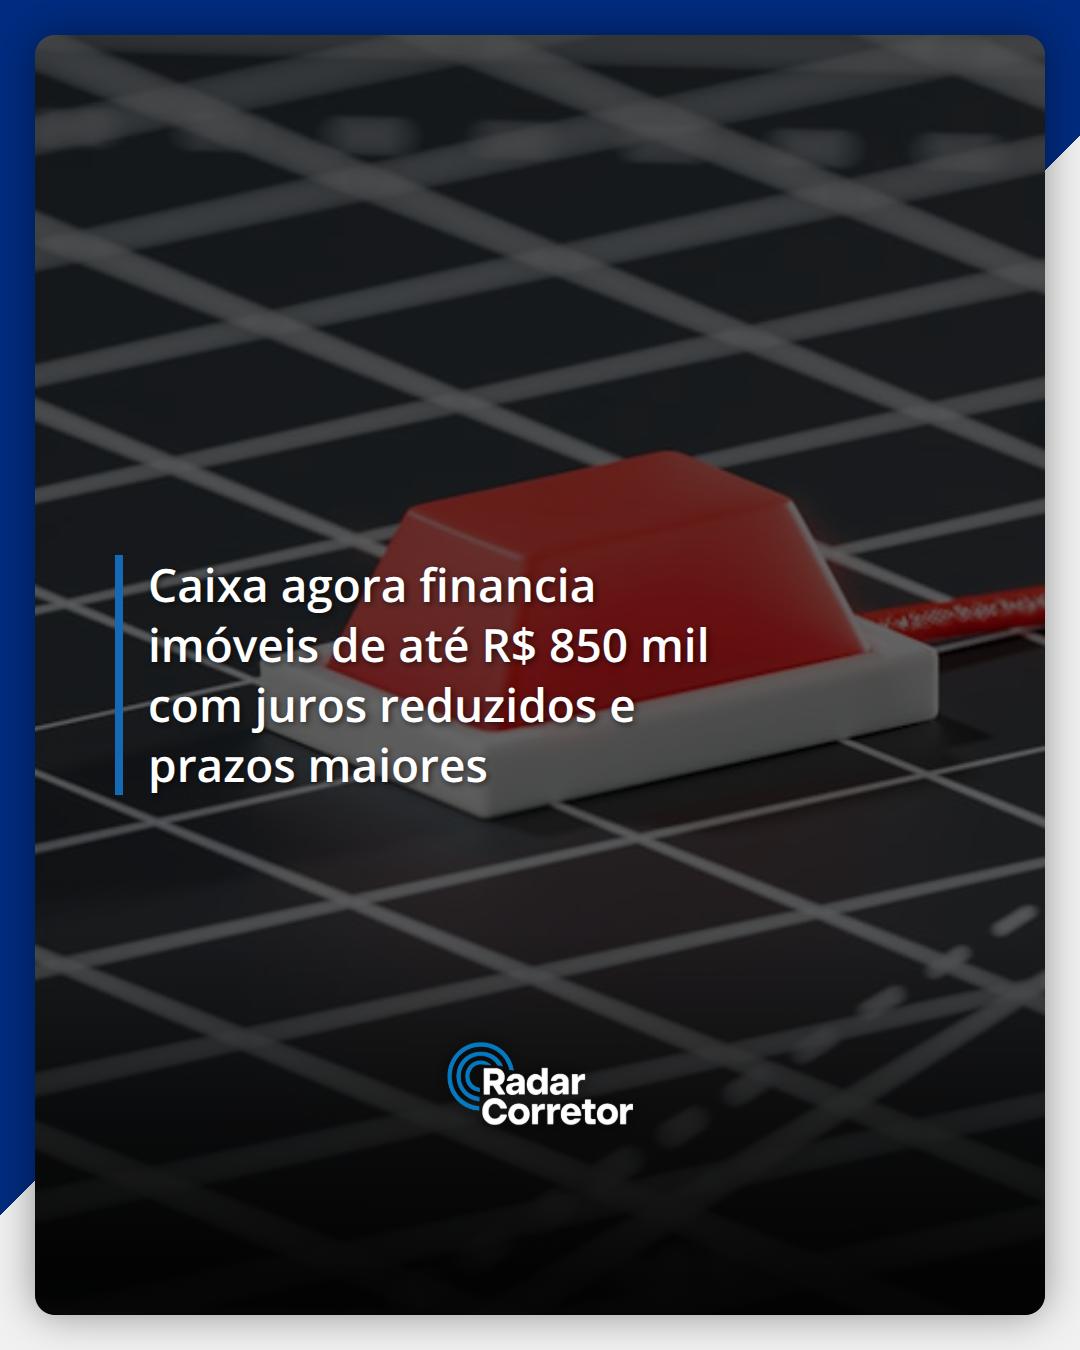 Caixa agora financia
imóveis de até R$ 850 mil
com juros reduzidos e
prazos maiores
Radar
Corretor